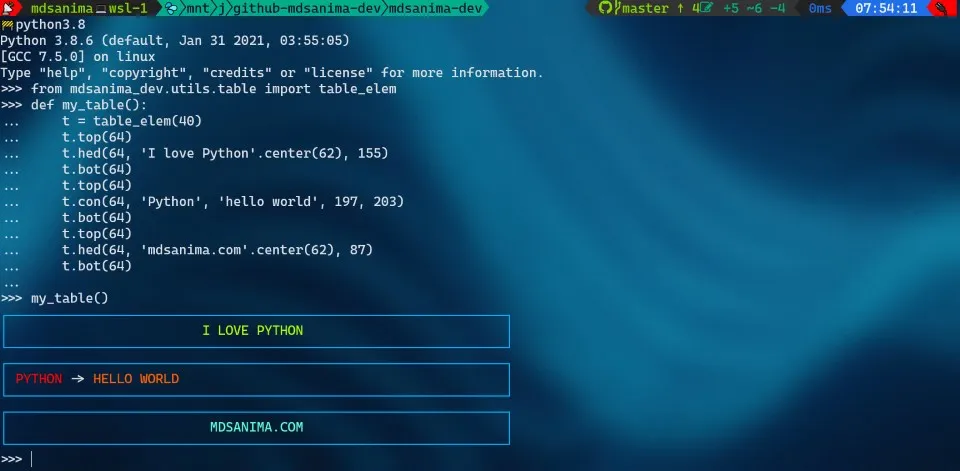 mdsanima wsl-1 mnt j github-mdsanima-dev mdsanima-dev master ↑ 4 +5 ~6 -4 0ms 07:54:11
python3.8
Python 3.8.6 (default, Jan 31 2021, 03:55:05)
[GCC 7.5.0] on linux
Type "help", "copyright", "credits" or "license" for more information.
>>> from mdsanima_dev.utils.table import table_elem
>>> def my_table():
...     t = table_elem(40)
...     t.top(64)
...     t.hed(64, 'I love Python'.center(62), 155)
...     t.bot(64)
...     t.top(64)
...     t.con(64, 'Python', 'hello world', 197, 203)
...     t.bot(64)
...     t.top(64)
...     t.hed(64, 'mdsanima.com'.center(62), 87)
...     t.bot(64)
...
>>> my_table()
I LOVE PYTHON
PYTHON → HELLO WORLD
MDSANIMA.COM
>>>